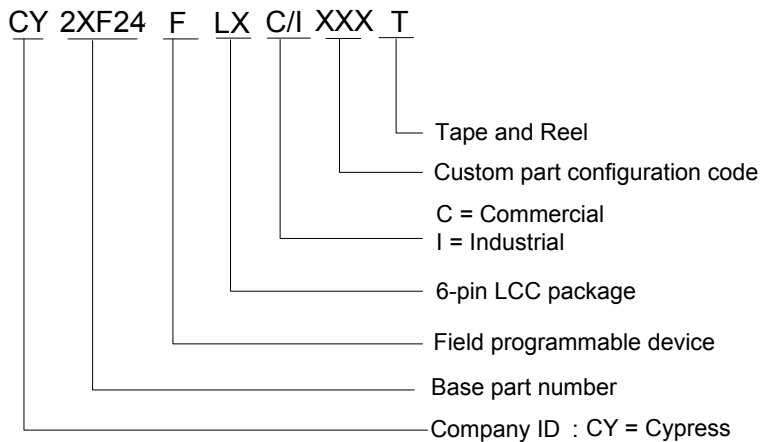 CY 2XF24 F LX C/I XXX T
Tape and Reel
Custom part configuration code
C = Commercial
I = Industrial
6-pin LCC package
Field programmable device
Base part number
Company ID : CY = Cypress